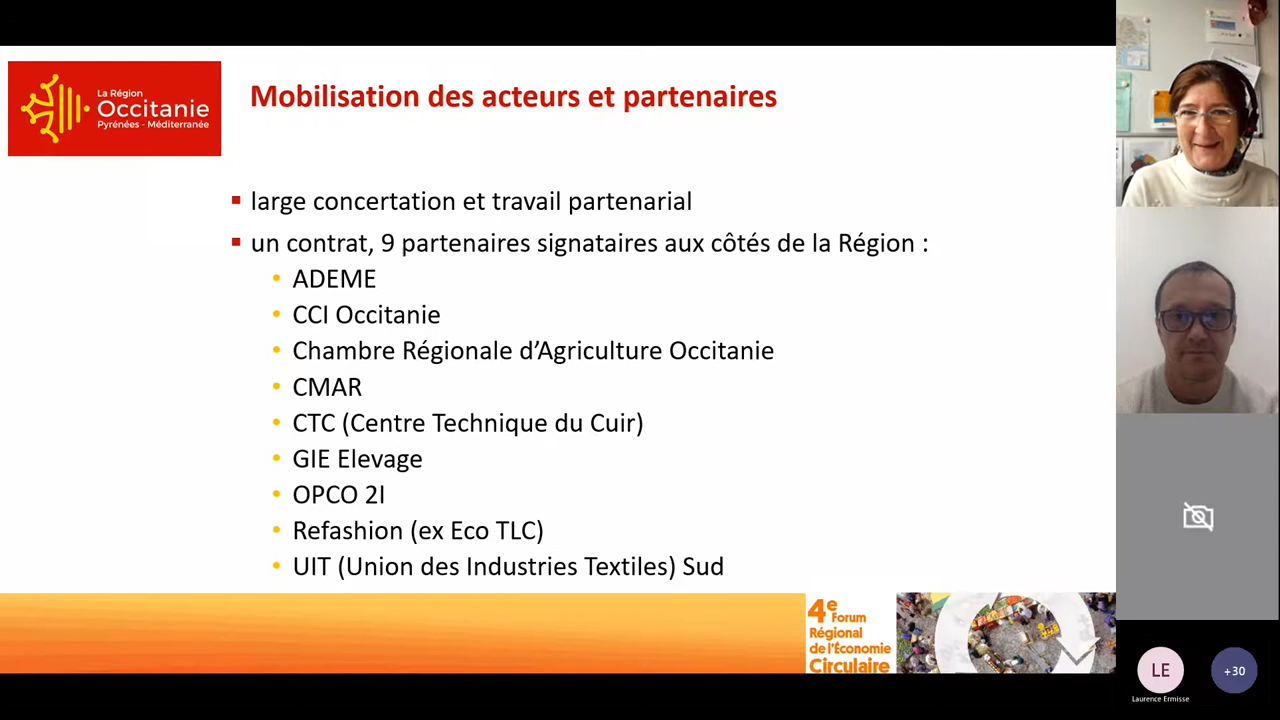 La Région
Occitanie
Pyrénées - Méditerranée
Mobilisation des acteurs et partenaires
large concertation et travail partenarial
un contrat, 9 partenaires signataires aux côtés de la Région :
ADEME
CCI Occitanie
Chambre Régionale d’Agriculture Occitanie
CMAR
CTC (Centre Technique du Cuir)
GIE Elevage
OPCO 2I
Refashion (ex Eco TLC)
UIT (Union des Industries Textiles) Sud
4e Forum
Régional
de l'Économie
Circulaire
LE
+30
Laurence Ermisse